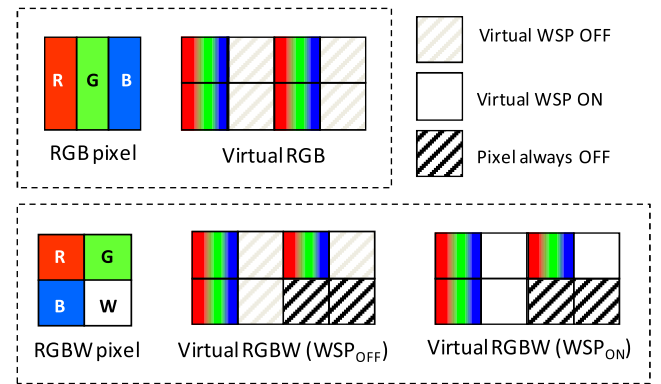 R G B
RGB pixel
Virtual RGB
Virtual WSP OFF
Virtual WSP ON
Pixel always OFF
R G
B W
RGBW pixel
Virtual RGBW (WSP_OFF)
Virtual RGBW (WSP_ON)